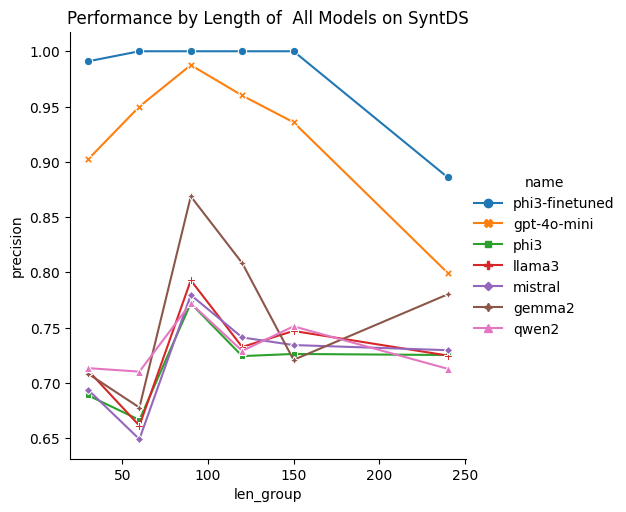 Performance by Length of  All Models on SyntDS
1.00
0.95
0.90
0.85
0.80
0.75
0.70
0.65
precision
50
100
150
200
250
len_group
name
phi3-finetuned
gpt-4o-mini
phi3
llama3
mistral
gemma2
qwen2